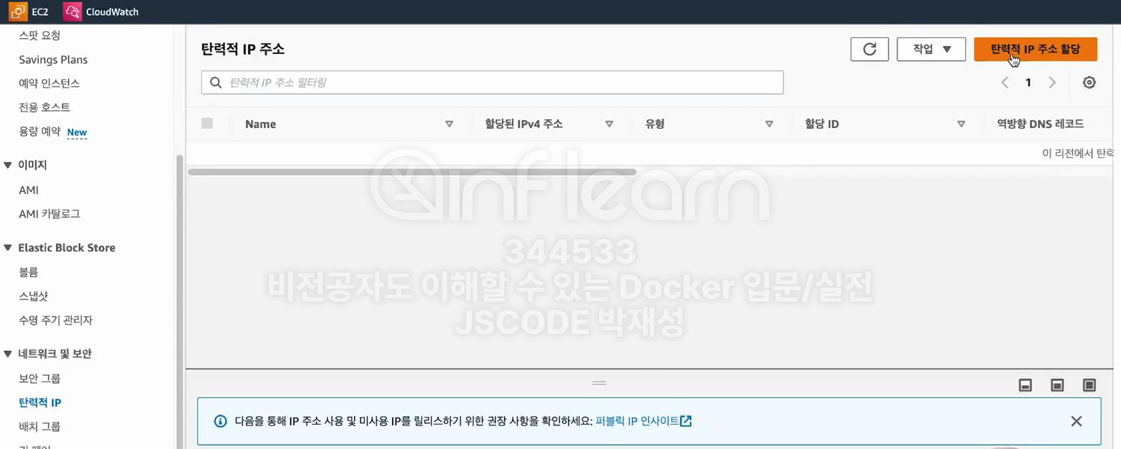 EC2 CloudWatch
스팟 요청
Savings Plans
예약 인스턴스
전용 호스트
용량 예약 New
이미지
AMI
AMI 카탈로그
Elastic Block Store
볼륨
스냅샷
수명 주기 관리자
네트워크 및 보안
보안 그룹
탄력적 IP
배치 그룹
탄력적 IP 주소
작업
탄력적 IP 주소 할당
탄력적 IP 주소 필터링
1
Name 할당된 IPv4 주소 유형 할당 ID 역방향 DNS 레코드
이 리전에서 탄력
inflearn
344533
비전공자도 이해할 수 있는 Docker 입문/실전
JSCODE 박재성
다음을 통해 IP 주소 사용 및 미사용 IP를 릴리스하기 위한 권장 사항을 확인하세요: 퍼블릭 IP 인사이트